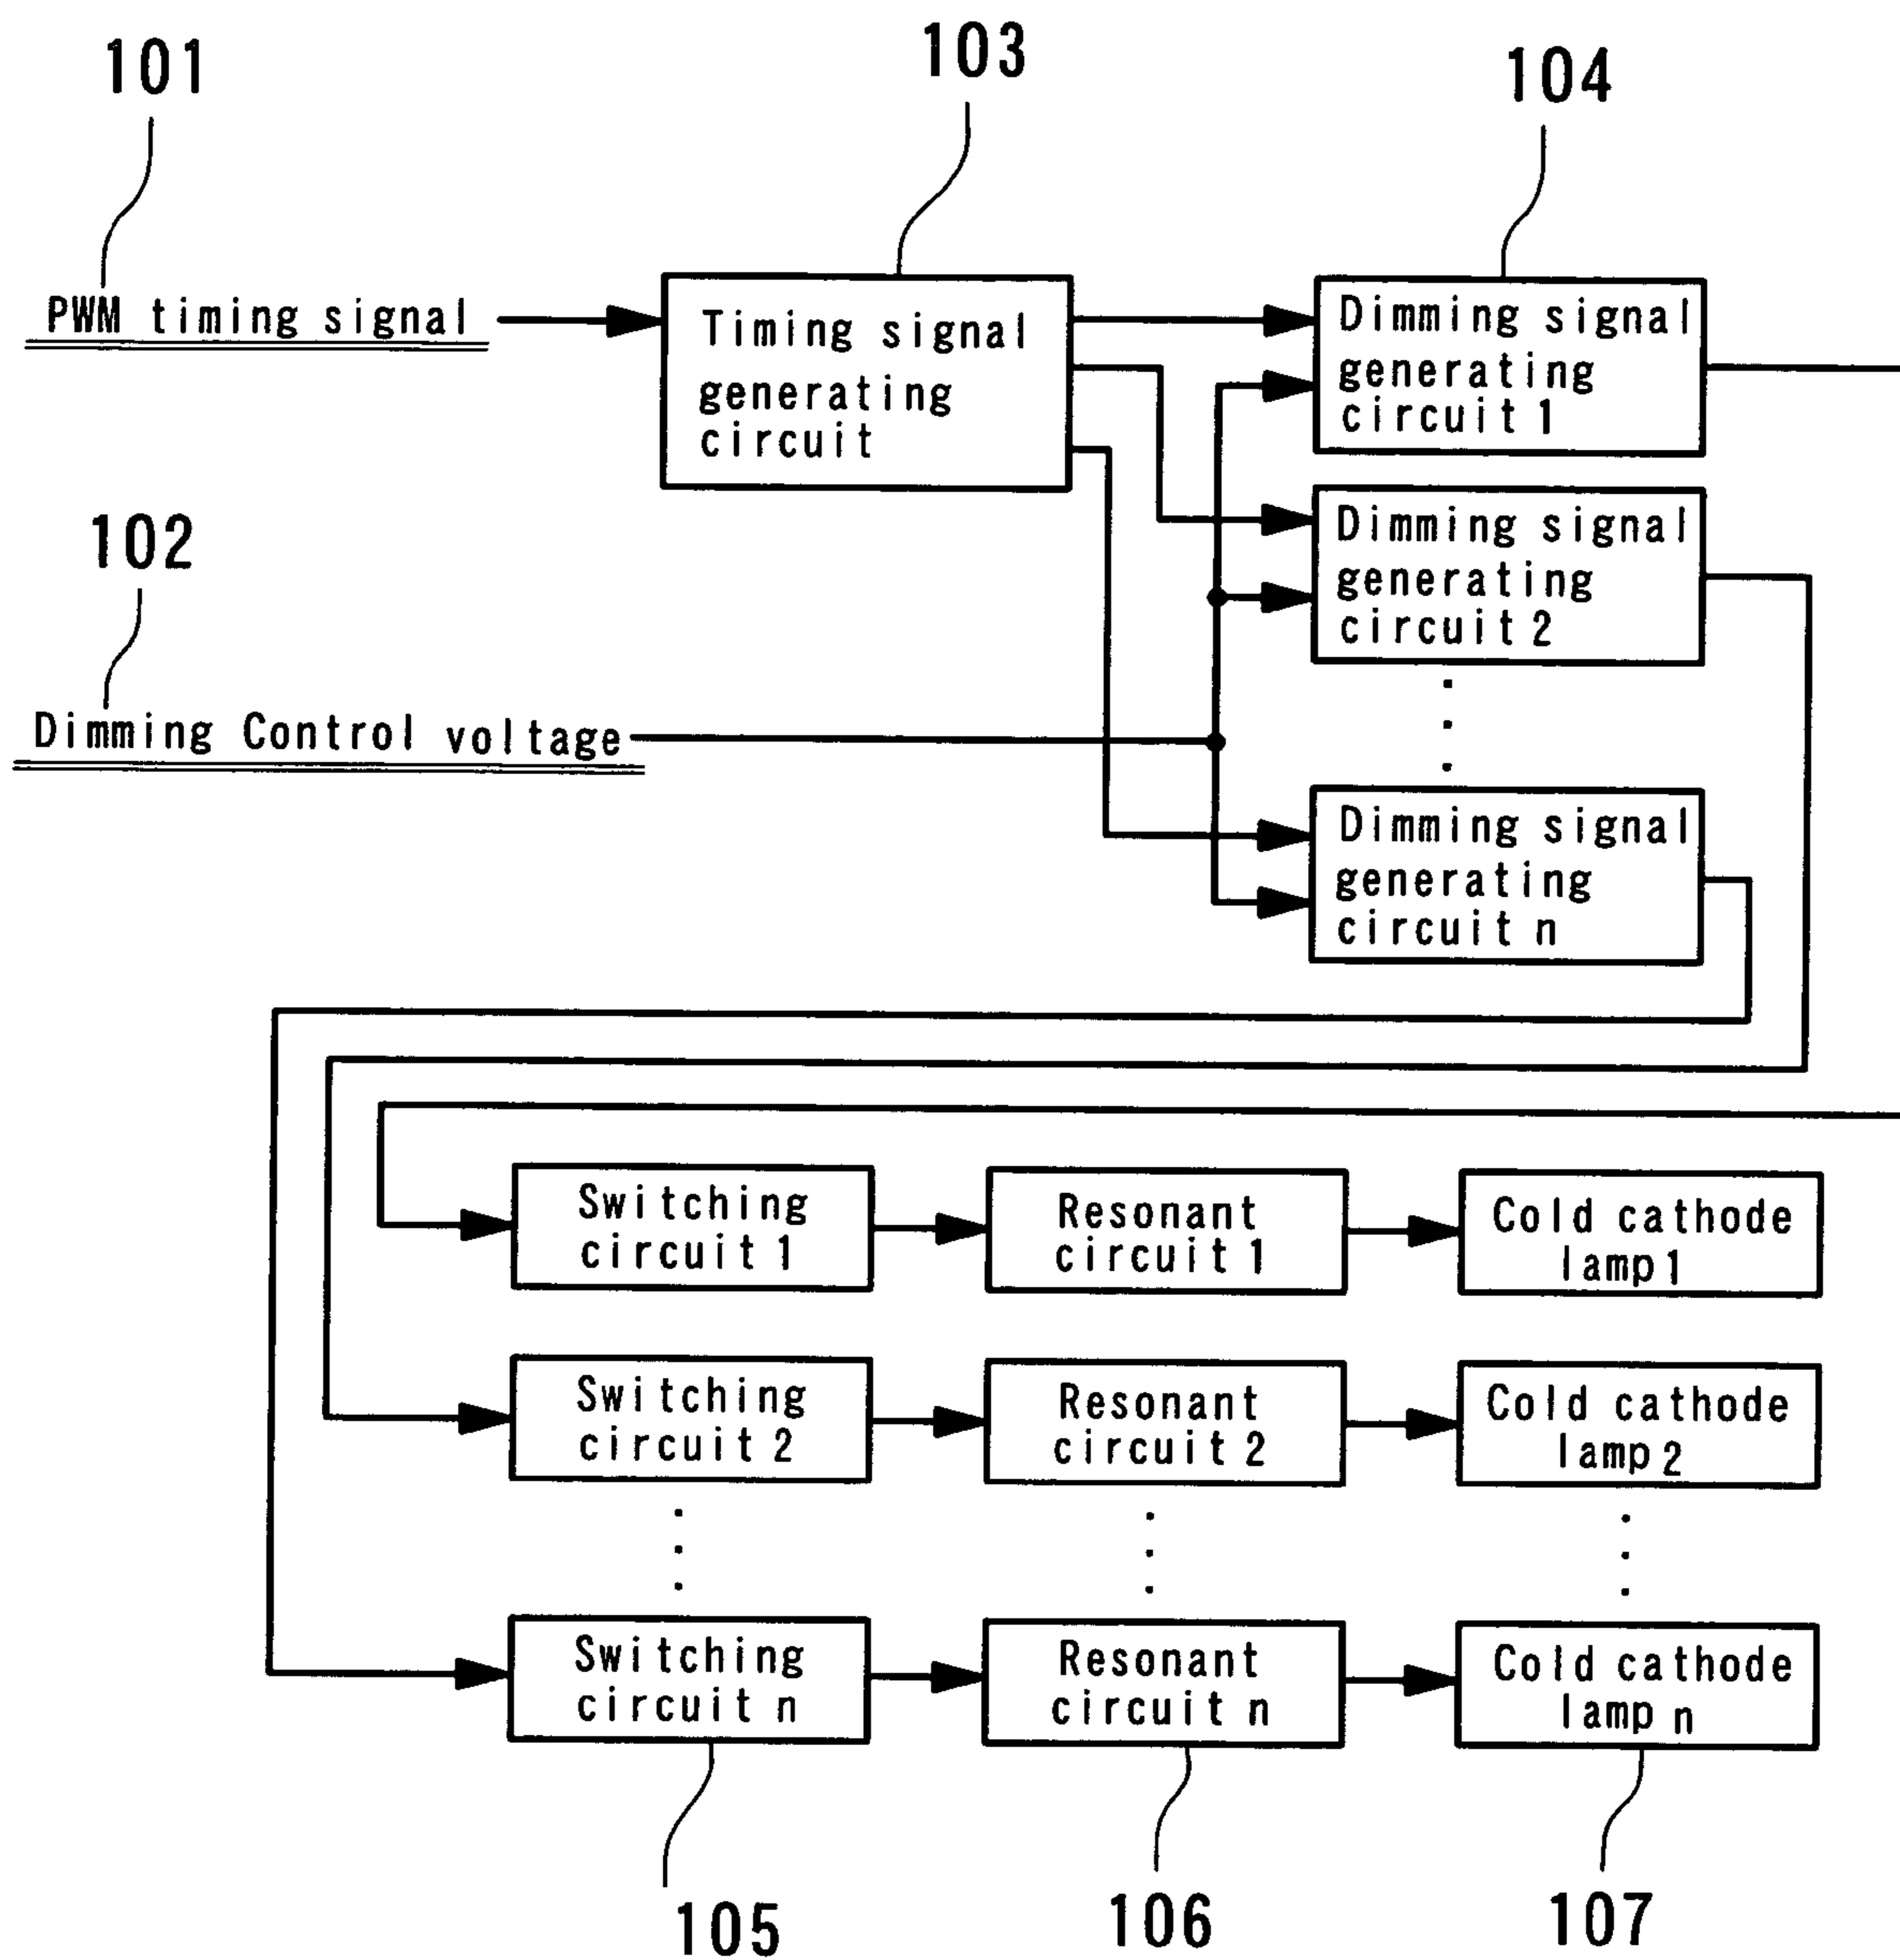 101
103
104
PWM timing signal
Timing signal
generating
circuit
Dimming signal
generating
circuit 1
102
Dimming signal
generating
circuit 2
Dimming Control voltage
Dimming signal
generating
circuit n
Switching
circuit 1
Resonant
circuit 1
Cold cathode
lamp 1
Switching
circuit 2
Resonant
circuit 2
Cold cathode
lamp 2
Switching
circuit n
Resonant
circuit n
Cold cathode
lamp n
105
106
107